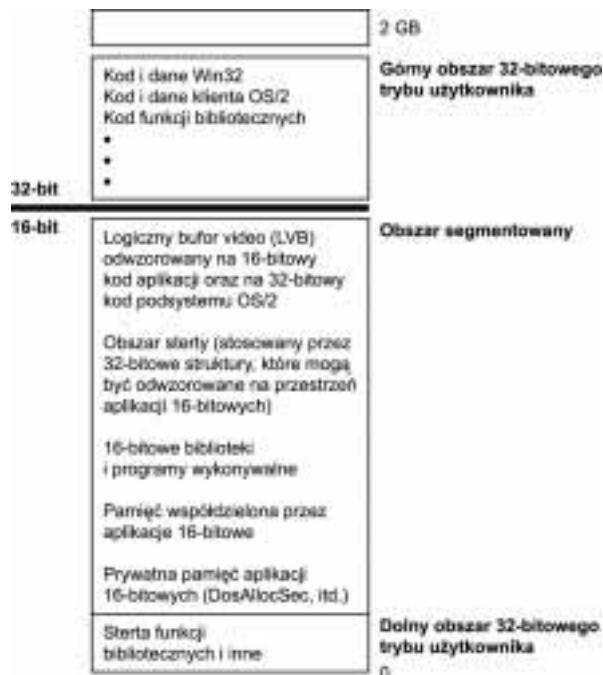 2 GB
Kod i dane Win32
Kod i dane klienta OS/2
Kod funkcji bibliotecznych
•
•
•
Górny obszar 32-bitowego
trybu użytkownika
32-bit
16-bit
Logiczny bufor video (LVB)
odwzorowany na 16-bitowy
kod aplikacji oraz na 32-bitowy
kod podsystemu OS/2
Obszar sterty (stosowany przez
32-bitowe struktury, które mogą
być odwzorowane na przestrzeń
aplikacji 16-bitowych)
16-bitowe biblioteki
i programy wykonywalne
Pamięć współdzielona przez
aplikacje 16-bitowe
Prywatna pamięć aplikacji
16-bitowych (DosAllocSec, itd.)
Obszar segmentowany
Sterta funkcji
bibliotecznych i inne
Dolny obszar 32-bitowego
trybu użytkownika
0